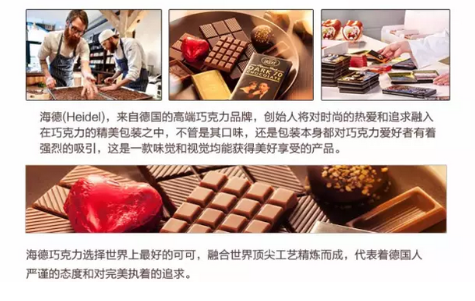 DARK 70
海德(Heidel)，来自德国的高端巧克力品牌，创始人将对时尚的热爱和追求融入
在巧克力的精美包装之中，不管是其口味，还是包装本身都对巧克力爱好者有着
强烈的吸引，这是一款味觉和视觉均能获得美好享受的产品。
海德巧克力选择世界上最好的可可，融合世界顶尖工艺精炼而成，代表着德国人
严谨的态度和对完美执着的追求。